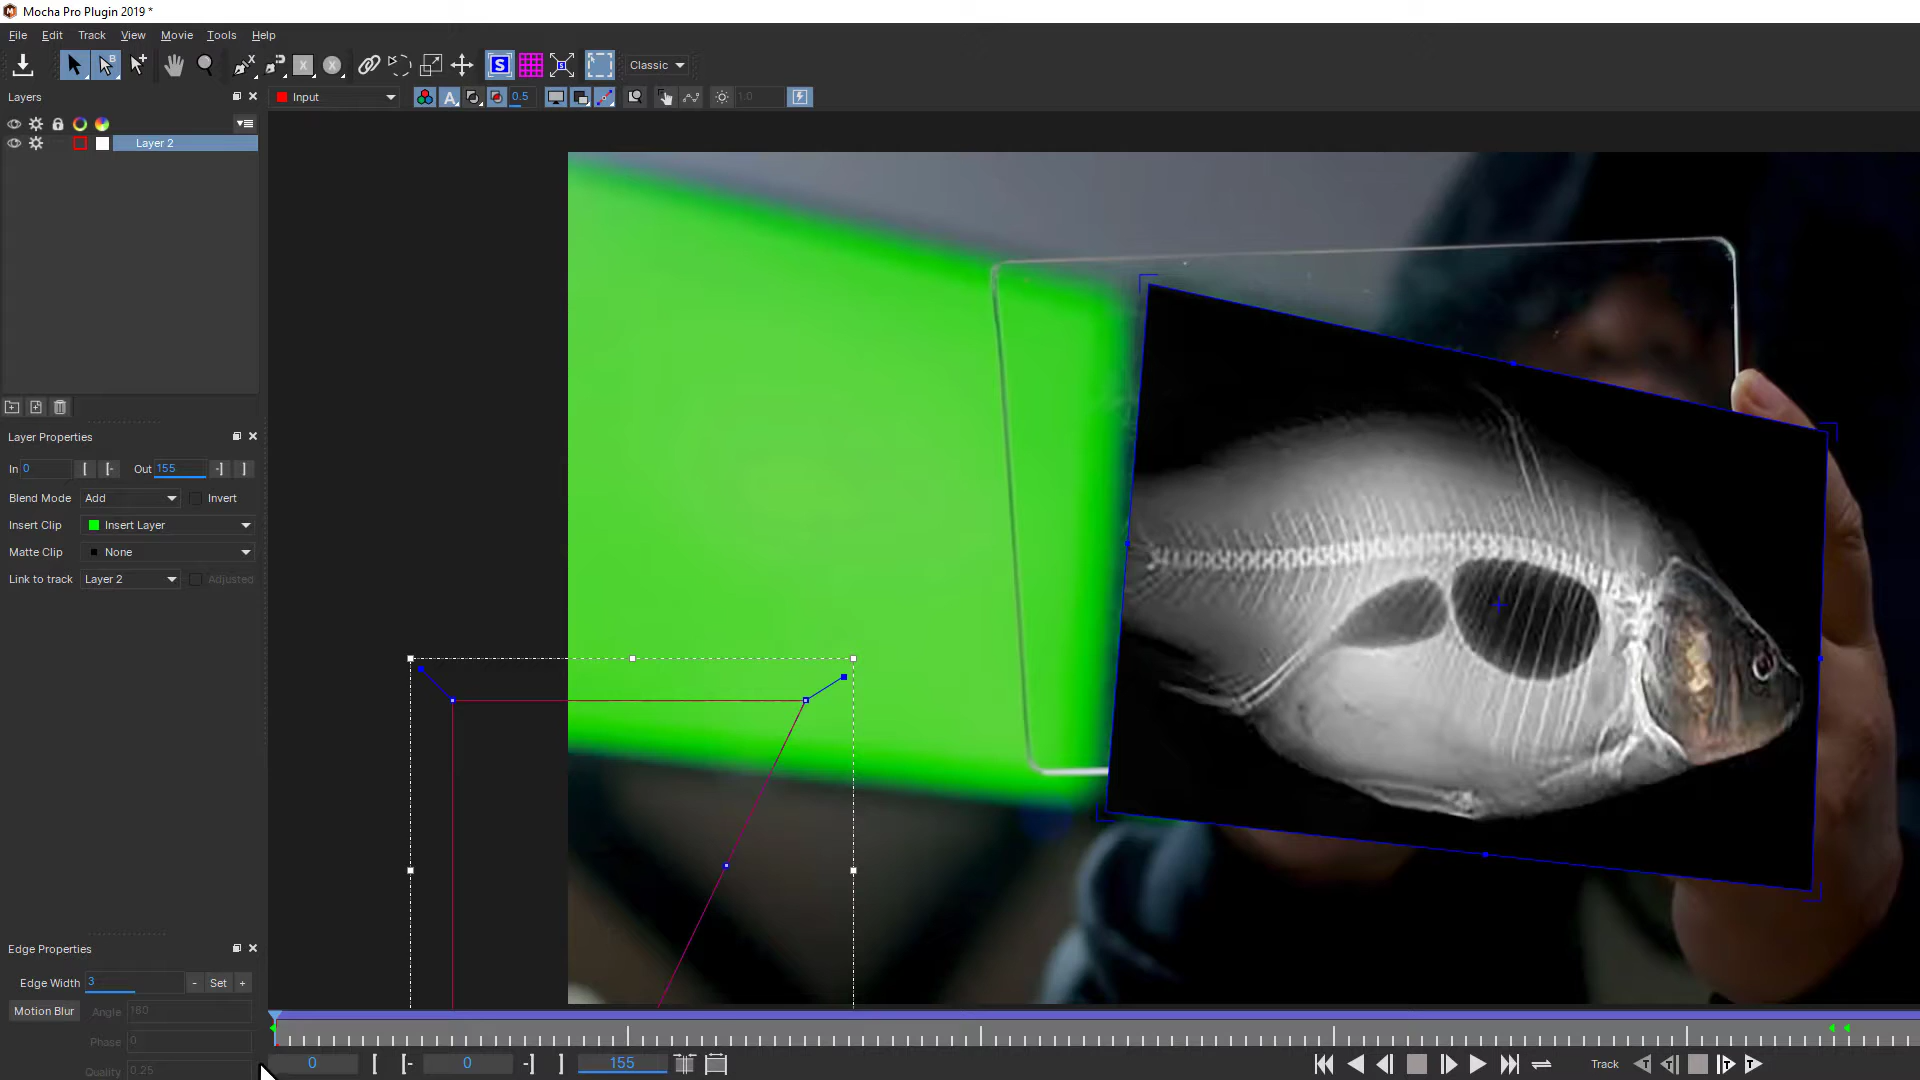 Mocha Pro Plugin 2019 *
File Edit Track View Movie Tools Help
Classic
Layers
Input
0.5
1.0
Layer 2
Layer Properties
In 0 Out 155
Blend Mode Add Invert
Insert Clip Insert Layer
Matte Clip None
Link to track Layer 2 Adjusted
Edge Properties
Edge Width 3 - Set +
Motion Blur Angle 180
Phase 0
Quality 0.25
0 [ [- 0 -] ] 155 Track